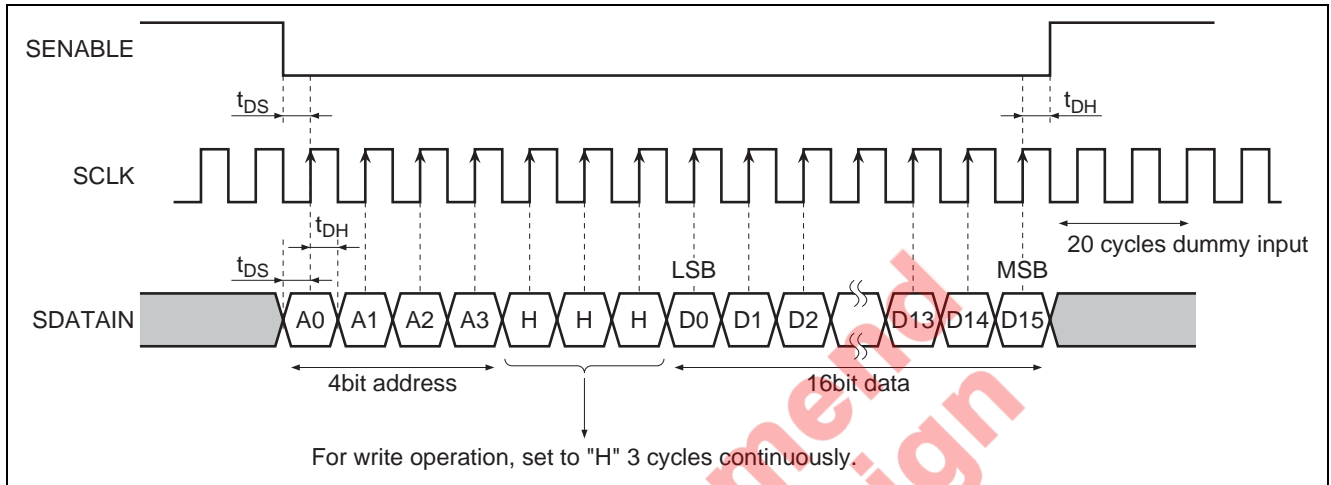 SENABLE
tDS
tDH
SCLK
tDH
20 cycles dummy input
tDS
LSB
MSB
SDATAIN
A0 A1 A2 A3 H H H D0 D1 D2 D13 D14 D15
4bit address
16bit data
For write operation, set to "H" 3 cycles continuously.